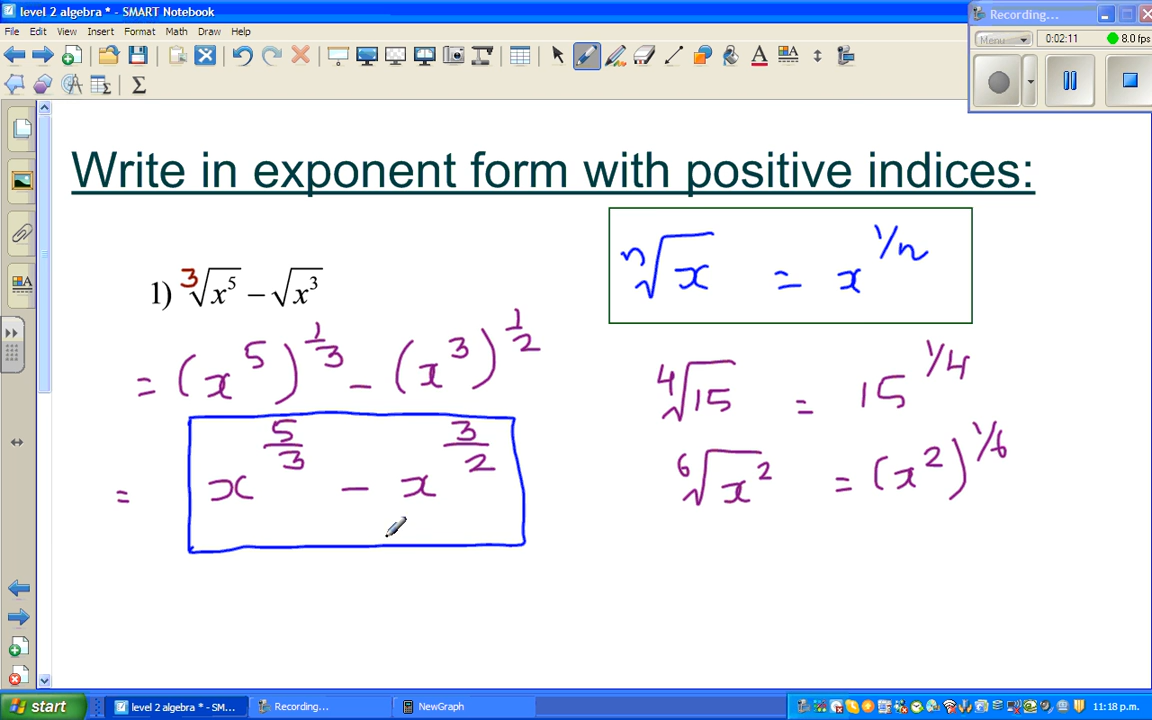 level 2 algebra * - SMART Notebook
Recording...
File Edit View Insert Format Math Draw Help
Menu 0:02:11 8.0 fps
Write in exponent form with positive indices:
ⁿ√x = x^1/n
1) ³√x⁵ − √x³
= (x⁵)^1/3 − (x³)^1/2
⁴√15 = 15^1/4
= x^5/3 − x^3/2
⁶√x² = (x²)^1/6
start level 2 algebra * - SM... Recording... NewGraph 11:18 p.m.